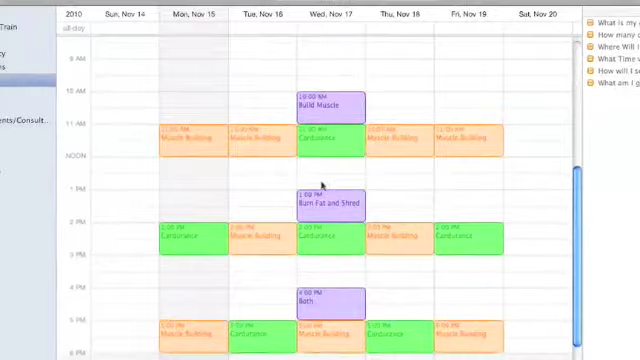 2010 Sun, Nov 14 Mon, Nov 15 Tue, Nov 16 Wed, Nov 17 Thu, Nov 18 Fri, Nov 19 Sat, Nov 20
all-day
Train
cy
ns
ents/Consult...
What is my g
How many c
Where Will I
What Time v
How will I s
What am I g
9 AM
10 AM
10:00 AM
Build Muscle
11 AM
11:00 AM
Muscle Building
11:00 AM
Muscle Building
11:00 AM
Cardurance
Muscle Building
11:00 AM
Muscle Building
NOON
1 PM
1:00 PM
Burn Fat and Shred
2 PM
2:00 PM
Cardurance
2:00 PM
Muscle Building
2:00 PM
Cardurance
2:00 PM
Muscle Building
2:00 PM
Cardurance
3 PM
4 PM
4:00 PM
Both
5 PM
5:00 PM
Muscle Building
5:00 PM
Cardurance
5:00 PM
Muscle Building
5:00 PM
Cardurance
5:00 PM
Muscle Building
6 PM